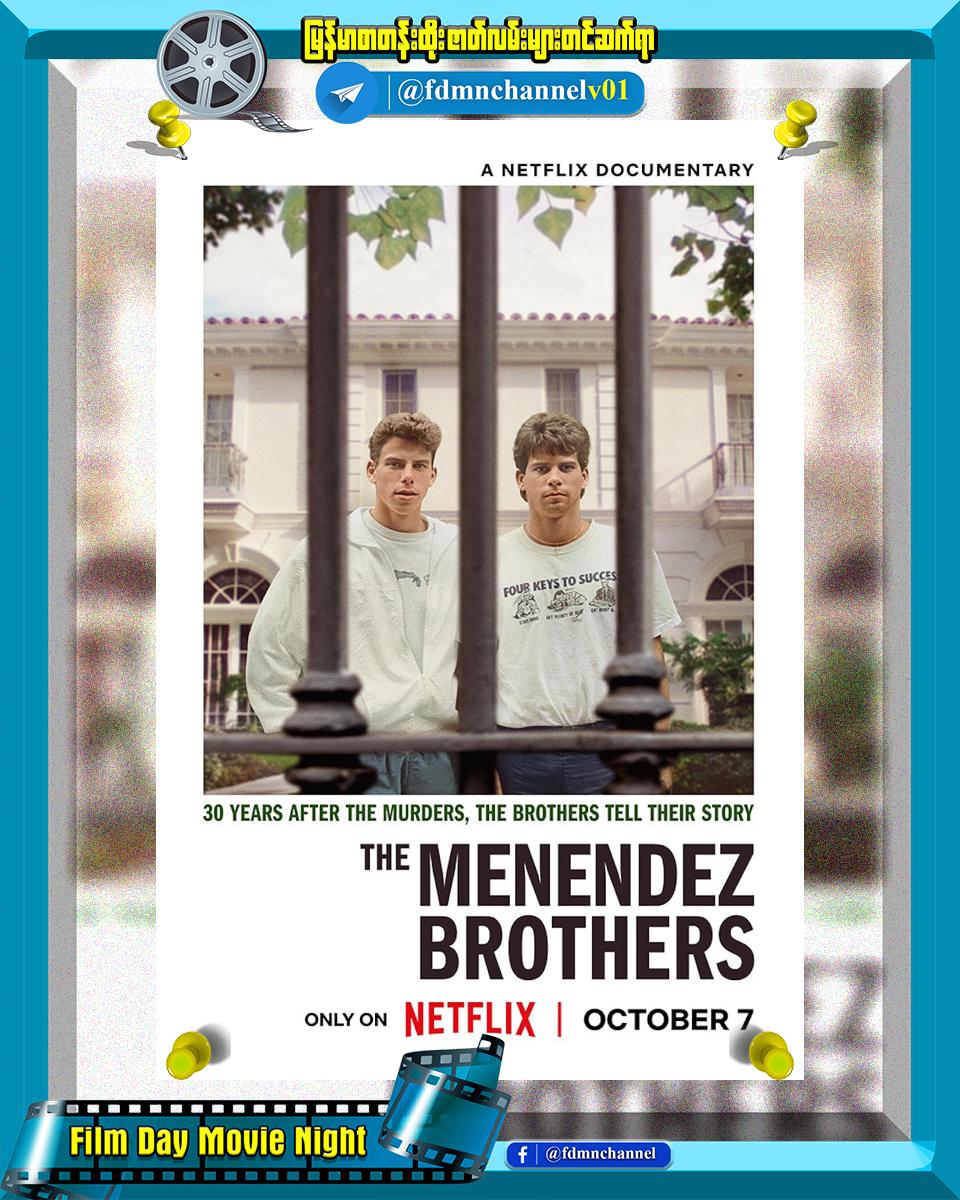 မြန်မာစာတန်းထိုးဇာတ်လမ်းများတင်ဆက်ရာ
@fdmnchannelv01
A NETFLIX DOCUMENTARY
FOUR KEYS TO SUCCES
30 YEARS AFTER THE MURDERS, THE BROTHERS TELL THEIR STORY
THE MENENDEZ
BROTHERS
ONLY ON NETFLIX | OCTOBER 7
Film Day Movie Night
@fdmnchannel